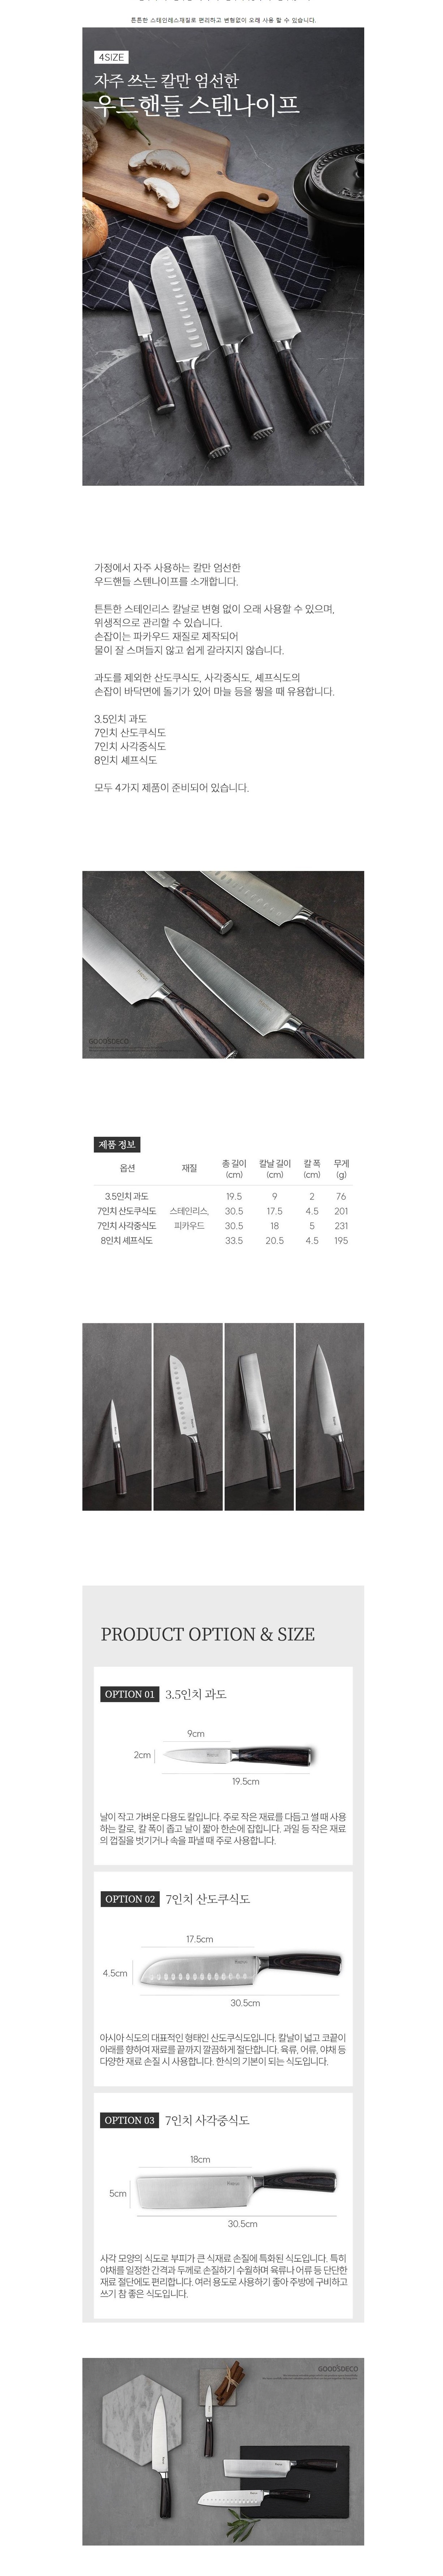 튼튼한 스테인레스재질로 편리하고 변형없이 오래 사용 할 수 있습니다.
4SIZE
자주 쓰는 칼만 엄선한
우드핸들 스텐나이프
가정에서 자주 사용하는 칼만 엄선한
우드핸들 스텐나이프를 소개합니다.
튼튼한 스테인리스 칼날로 변형 없이 오래 사용할 수 있으며,
위생적으로 관리할 수 있습니다.
손잡이는 파카우드 재질로 제작되어
물이 잘 스며들지 않고 쉽게 갈라지지 않습니다.
과도를 제외한 산도쿠식도, 사각중식도, 셰프식도의
손잡이 바닥면에 돌기가 있어 마늘 등을 찧을 때 유용합니다.
3.5인치 과도
7인치 산도쿠식도
7인치 사각중식도
8인치 셰프식도
모두 4가지 제품이 준비되어 있습니다.
GOODSDECO
제품 정보
옵션 재질 총 길이 (cm) 칼날 길이 (cm) 칼 폭 (cm) 무게 (g)
3.5인치 과도 19.5 9 2 76
7인치 산도쿠식도 스테인리스, 30.5 17.5 4.5 201
7인치 사각중식도 피카우드 30.5 18 5 231
8인치 셰프식도 33.5 20.5 4.5 195
PRODUCT OPTION & SIZE
OPTION 01 3.5인치 과도
9cm
2cm
19.5cm
날이 작고 가벼운 다용도 칼입니다. 주로 작은 재료를 다듬고 썰 때 사용
하는 칼로, 칼 폭이 좁고 날이 짧아 한손에 잡힙니다. 과일 등 작은 재료
의 껍질을 벗기거나 속을 파낼 때 주로 사용합니다.
OPTION 02 7인치 산도쿠식도
17.5cm
4.5cm
30.5cm
아시아 식도의 대표적인 형태인 산도쿠식도입니다. 칼날이 넓고 코끝이
아래를 향하여 재료를 끝까지 깔끔하게 절단합니다. 육류, 어류, 야채 등
다양한 재료 손질 시 사용합니다. 한식의 기본이 되는 식도입니다.
OPTION 03 7인치 사각중식도
18cm
5cm
30.5cm
사각 모양의 식도로 부피가 큰 식재료 손질에 특화된 식도입니다. 특히
야채를 일정한 간격과 두께로 손질하기 수월하며 육류나 어류 등 단단한
재료 절단에도 편리합니다. 여러 용도로 사용하기 좋아 주방에 구비하고
쓰기 참 좋은 식도입니다.
GOODSDECO